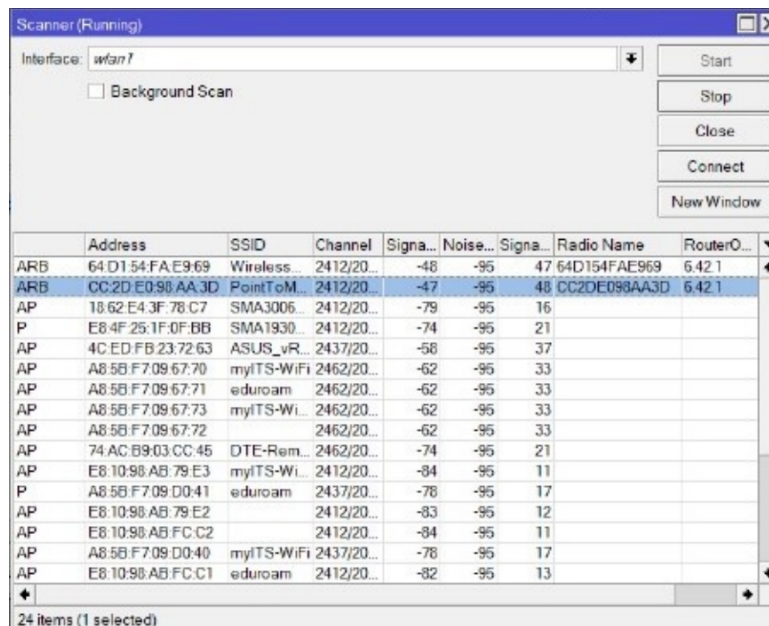 Scanner (Running)
Interface: wlan1
Start
Background Scan
Stop
Close
Connect
New Window
Address SSID Channel Signa... Noise... Signa... Radio Name RouterO...
ARB 64:D1:54:FA:E9:69 Wireless... 2412/20... -48 -95 47 64D154FAE969 6.42.1
ARB CC:2D:E0:98:AA:3D PointToM... 2412/20... -47 -95 48 CC2DE098AA3D 6.42.1
AP 18:62:E4:3F:78:C7 SMA3006... 2412/20... -79 -95 16
P E8:4F:25:1F:0F:BB SMA1930... 2412/20... -74 -95 21
AP 4C:ED:FB:23:72:63 ASUS_vR... 2437/20... -58 -95 37
AP A8:5B:F7:09:67:70 myITS-WiFi 2462/20... -62 -95 33
AP A8:5B:F7:09:67:71 eduroam 2462/20... -62 -95 33
AP A8:5B:F7:09:67:73 myITS-Wi... 2462/20... -62 -95 33
AP A8:5B:F7:09:67:72 2462/20... -62 -95 33
AP 74:AC:B9:03:CC:45 DTE-Rem... 2462/20... -74 -95 21
AP E8:10:98:AB:79:E3 myITS-Wi... 2412/20... -84 -95 11
P A8:5B:F7:09:D0:41 eduroam 2437/20... -78 -95 17
AP E8:10:98:AB:79:E2 2412/20... -83 -95 12
AP E8:10:98:AB:FC:C2 2412/20... -84 -95 11
AP A8:5B:F7:09:D0:40 myITS-WiFi 2437/20... -78 -95 17
AP E8:10:98:AB:FC:C1 eduroam 2412/20... -82 -95 13
24 items (1 selected)